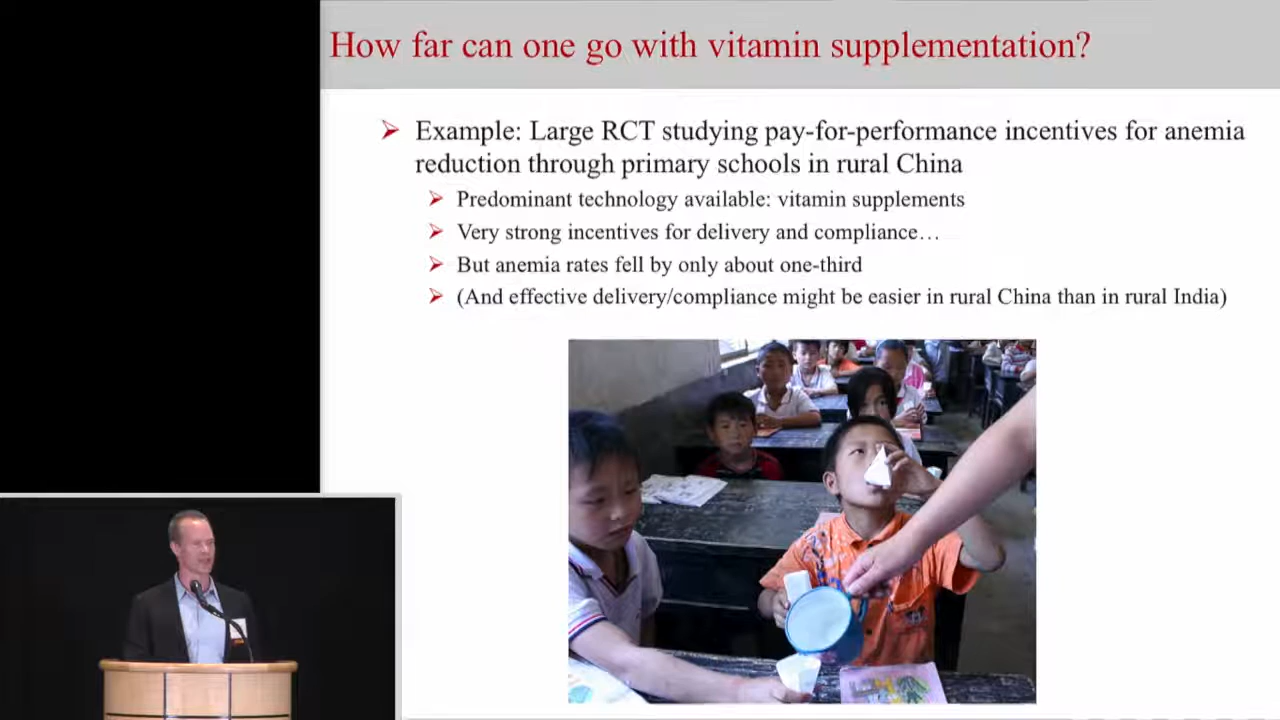 How far can one go with vitamin supplementation?
Example: Large RCT studying pay-for-performance incentives for anemia
reduction through primary schools in rural China
Predominant technology available: vitamin supplements
Very strong incentives for delivery and compliance…
But anemia rates fell by only about one-third
(And effective delivery/compliance might be easier in rural China than in rural India)